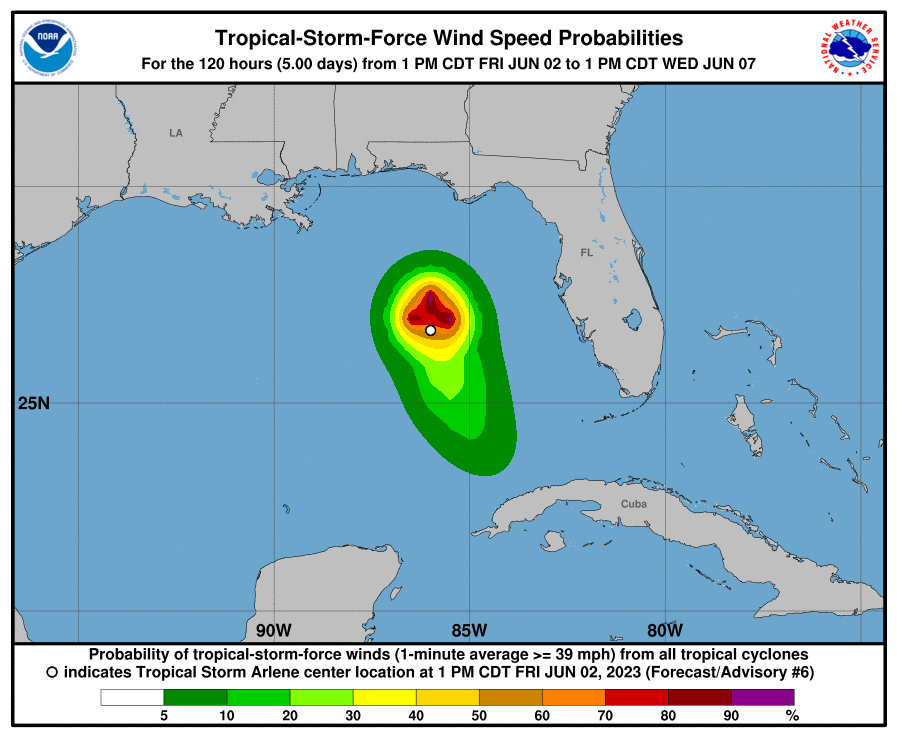 Tropical-Storm-Force Wind Speed Probabilities
For the 120 hours (5.00 days) from 1 PM CDT FRI JUN 02 to 1 PM CDT WED JUN 07
NOAA
NATIONAL WEATHER SERVICE
LA
FL
25N
Cuba
90W 85W 80W
Probability of tropical-storm-force winds (1-minute average >= 39 mph) from all tropical cyclones
indicates Tropical Storm Arlene center location at 1 PM CDT FRI JUN 02, 2023 (Forecast/Advisory #6)
5 10 20 30 40 50 60 70 80 90 %